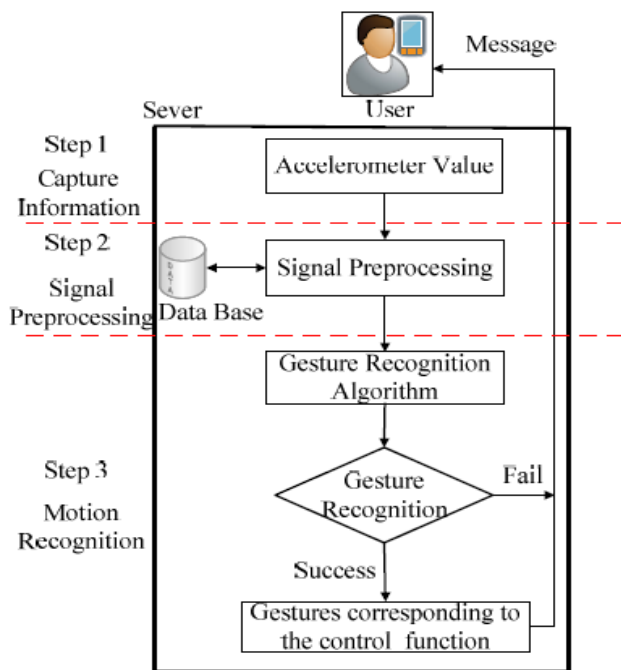 Message
Sever
User
Step 1
Capture
Information
Accelerometer Value
Step 2
Signal
Preprocessing
DATA
Data Base
Signal Preprocessing
Gesture Recognition
Algorithm
Step 3
Motion
Recognition
Gesture
Recognition
Fail
Success
Gestures corresponding to
the control function